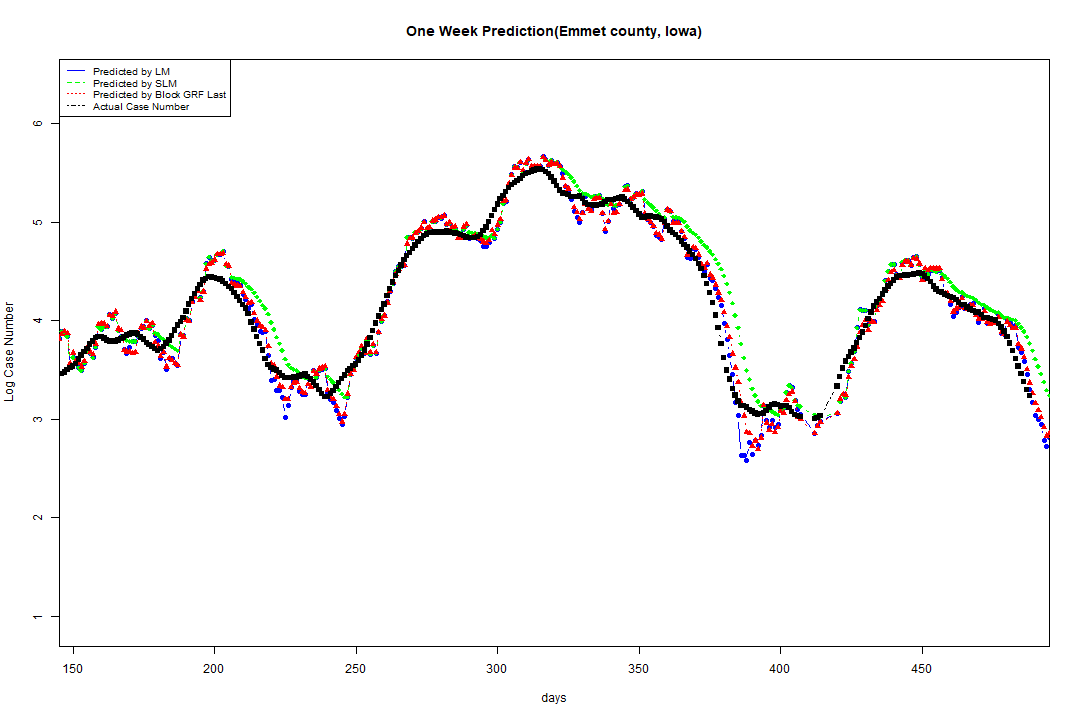 One Week Prediction(Emmet county, Iowa)
Predicted by LM
Predicted by SLM
Predicted by Block GRF Last
Actual Case Number
Log Case Number
6
5
4
3
2
1
150 200 250 300 350 400 450
days